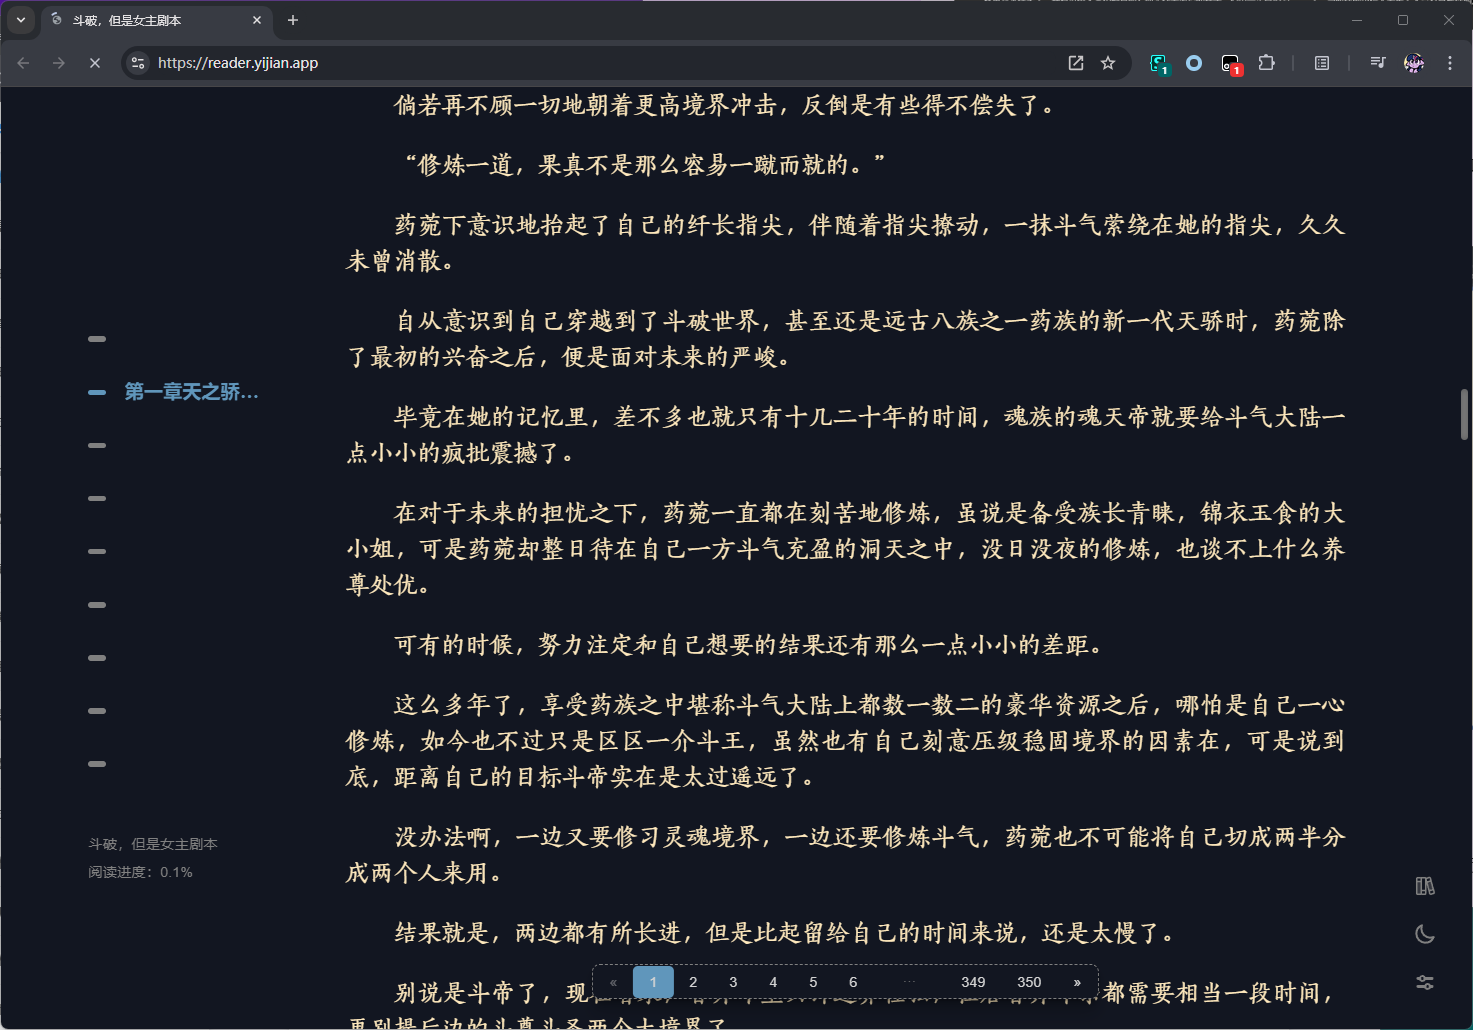 斗破，但是女主剧本
https://reader.yijian.app
1
1
倘若再不顾一切地朝着更高境界冲击，反倒是有些得不偿失了。
“修炼一道，果真不是那么容易一蹴而就的。”
药菀下意识地抬起了自己的纤长指尖，伴随着指尖撩动，一抹斗气萦绕在她的指尖，久久
未曾消散。
自从意识到自己穿越到了斗破世界，甚至还是远古八族之一药族的新一代天骄时，药菀除
了最初的兴奋之后，便是面对未来的严峻。
毕竟在她的记忆里，差不多也就只有十几二十年的时间，魂族的魂天帝就要给斗气大陆一
点小小的疯批震撼了。
在对于未来的担忧之下，药菀一直都在刻苦地修炼，虽说是备受族长青睐，锦衣玉食的大
小姐，可是药菀却整日待在自己一方斗气充盈的洞天之中，没日没夜的修炼，也谈不上什么养
尊处优。
可有的时候，努力注定和自己想要的结果还有那么一点小小的差距。
这么多年了，享受药族之中堪称斗气大陆上都数一数二的豪华资源之后，哪怕是自己一心
修炼，如今也不过只是区区一介斗王，虽然也有自己刻意压级稳固境界的因素在，可是说到
底，距离自己的目标斗帝实在是太过遥远了。
没办法啊，一边又要修习灵魂境界，一边还要修炼斗气，药菀也不可能将自己切成两半分
成两个人来用。
结果就是，两边都有所长进，但是比起留给自己的时间来说，还是太慢了。
别说是斗帝了，现
都需要相当一段时间，
再别提后边的斗尊斗圣两个大境界了
第一章天之骄...
斗破，但是女主剧本
阅读进度：0.1%
« 1 2 3 4 5 6 ... 349 350 »